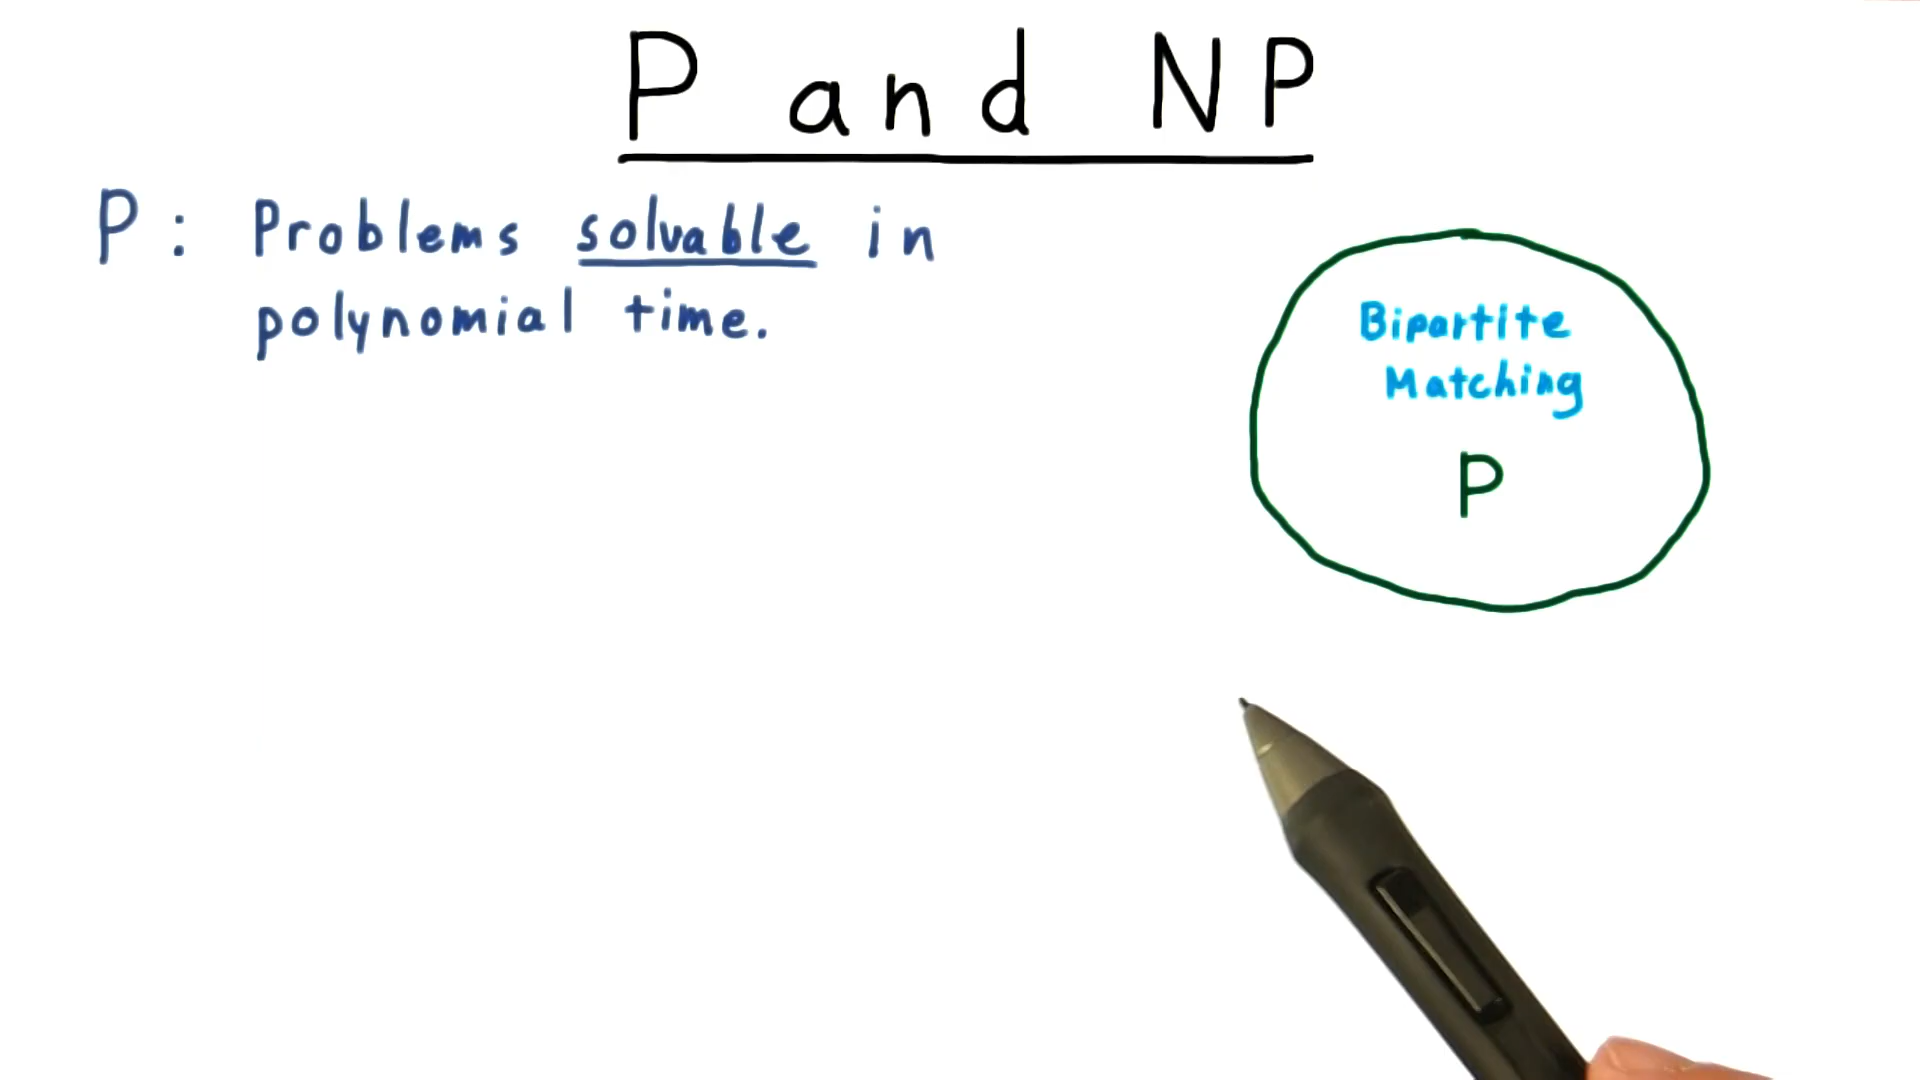 P and NP
P: Problems solvable in
polynomial time.
Bipartite
Matching
P